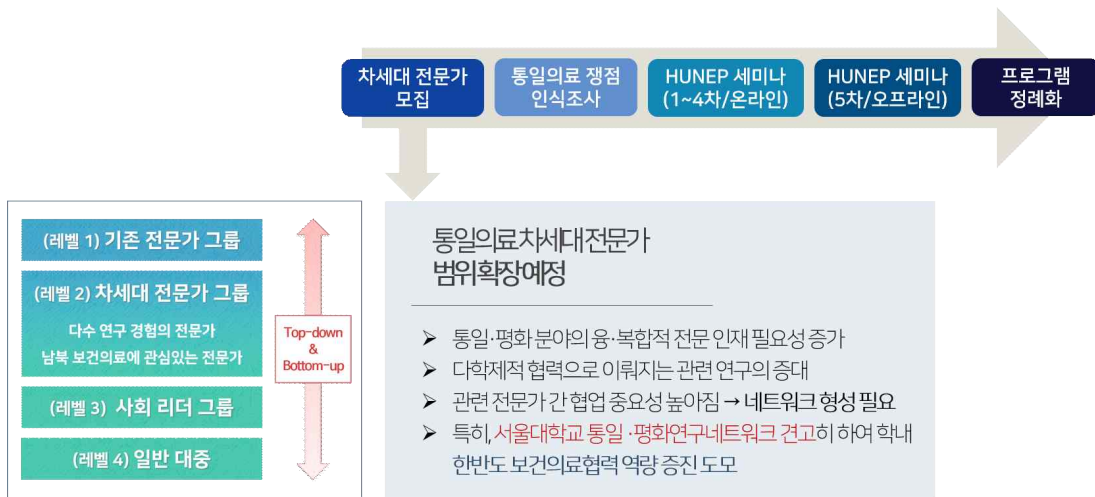 차세대 전문가
모집
통일의료 쟁점
인식조사
HUNEP 세미나
(1~4차/온라인)
HUNEP 세미나
(5차/오프라인)
프로그램
정례화
(레벨 1) 기존 전문가 그룹
(레벨 2) 차세대 전문가 그룹
다수 연구 경험의 전문가
남북 보건의료에 관심있는 전문가
(레벨 3) 사회 리더 그룹
(레벨 4) 일반 대중
Top-down
&
Bottom-up
통일의료 차세대 전문가
범위 확장 예정
➢ 통일·평화 분야의 융·복합적 전문 인재 필요성 증가
➢ 다학제적 협력으로 이뤄지는 관련 연구의 증대
➢ 관련 전문가 간 협업 중요성 높아짐 → 네트워크 형성 필요
➢ 특히, 서울대학교 통일·평화연구네트워크 견고히 하여 학내
한반도 보건의료협력 역량 증진 도모